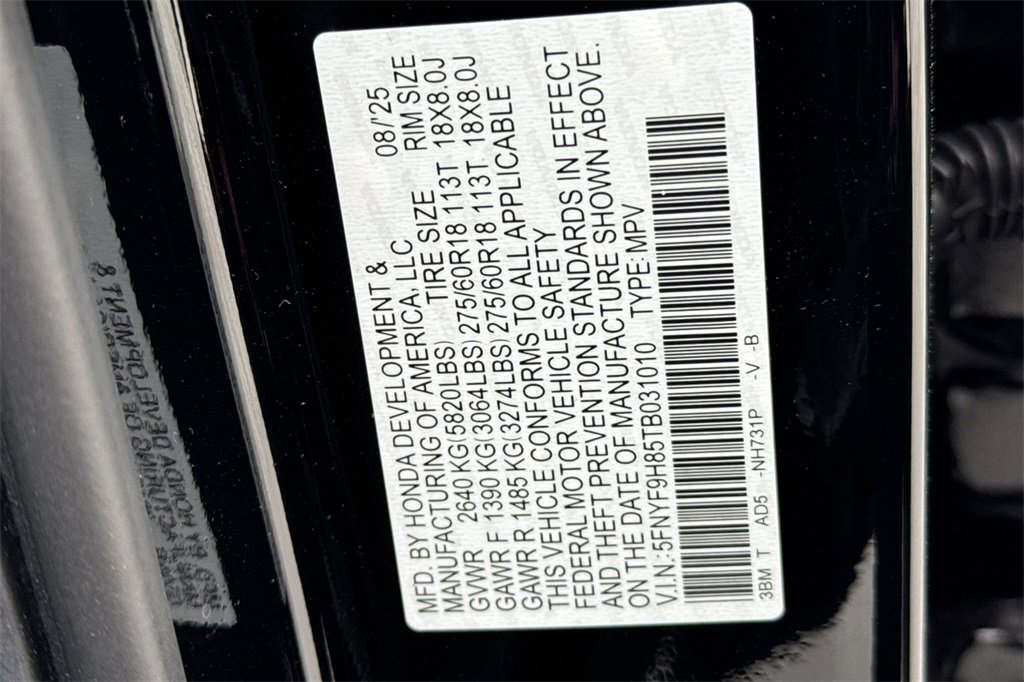 MFD. BY HONDA DEVELOPMENT & 08/'25
MANUFACTURING OF AMERICA, LLC
GVWR 2640 KG(5820LBS) TIRE SIZE RIM SIZE
GAWR F 1390 KG(3064LBS) 275/60R18 113T 18X8.0J
GAWR R 1485 KG(3274LBS) 275/60R18 113T 18X8.0J
THIS VEHICLE CONFORMS TO ALL APPLICABLE
FEDERAL MOTOR VEHICLE SAFETY
AND THEFT PREVENTION STANDARDS IN EFFECT
ON THE DATE OF MANUFACTURE SHOWN ABOVE.
V.I.N.: 5FNYF9H85TB031010 TYPE: MPV
3BM T AD5 -NH731P -V -B